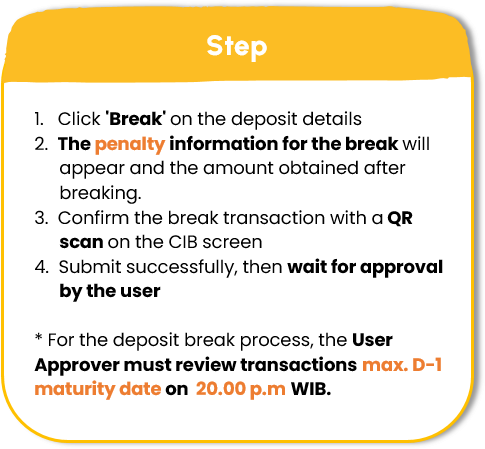 Step
1. Click 'Break' on the deposit details
2. The penalty information for the break will
appear and the amount obtained after
breaking.
3. Confirm the break transaction with a QR
scan on the CIB screen
4. Submit successfully, then wait for approval
by the user
* For the deposit break process, the User
Approver must review transactions max. D-1
maturity date on 20.00 p.m WIB.